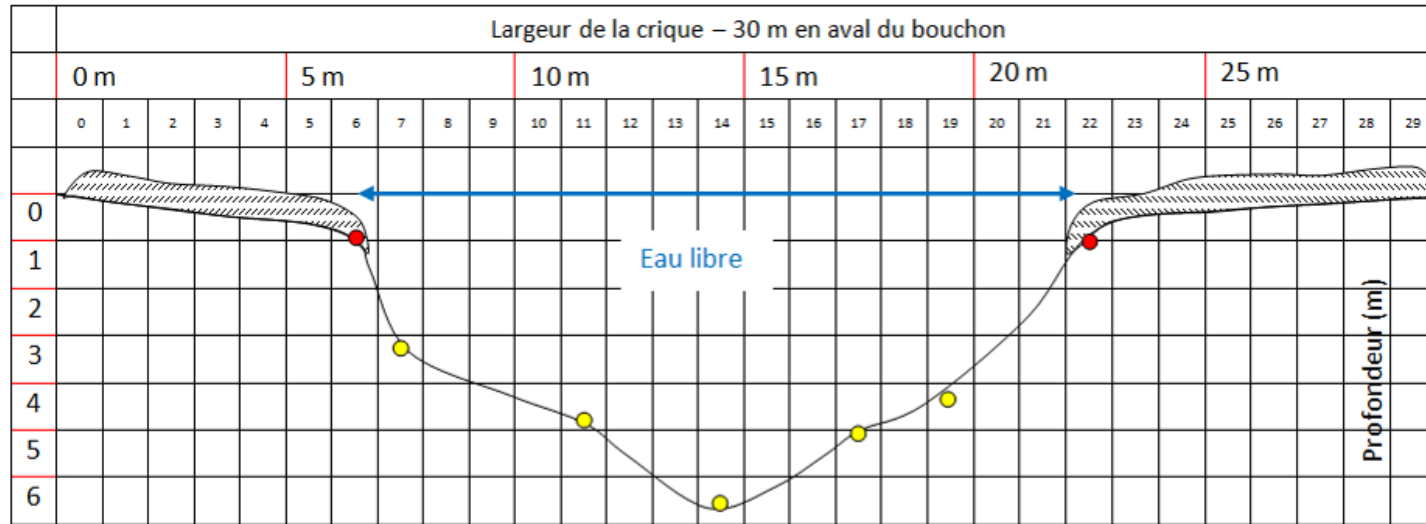 Largeur de la crique – 30 m en aval du bouchon
0 m 5 m 10 m 15 m 20 m 25 m
0 1 2 3 4 5 6 7 8 9 10 11 12 13 14 15 16 17 18 19 20 21 22 23 24 25 26 27 28 29
0
1
Eau libre
2
3
4
5
6
Profondeur (m)